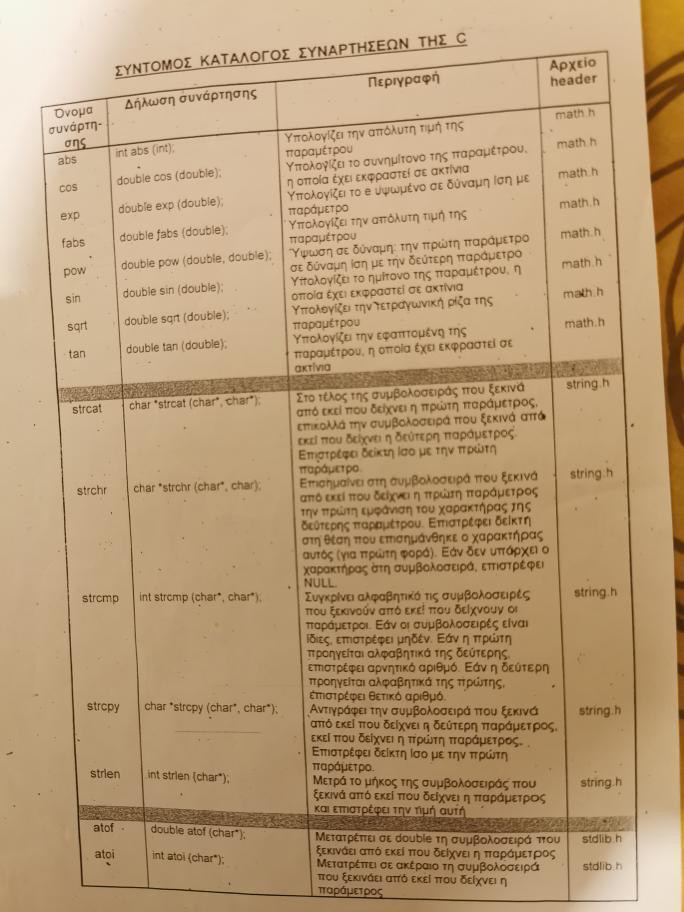 ΣΥΝΤΟΜΟΣ ΚΑΤΑΛΟΓΟΣ ΣΥΝΑΡΤΗΣΕΩΝ ΤΗΣ C
Όνομα συνάρτη- σης Δήλωση συνάρτησης Περιγραφή Αρχείο header
abs int abs (int); Υπολογίζει την απόλυτη τιμή της math.h
παραμέτρου
cos double cos (double); Υπολογίζει το συνημίτονο της παραμέτρου, math.h
η οποία έχει εκφραστεί σε ακτίνια
exp double exp (double); Υπολογίζει το e υψωμένο σε δύναμη ίση με math.h
παράμετρο
fabs double fabs (double); Υπολογίζει την απόλυτη τιμή της math.h
παραμέτρου
pow double pow (double, double); Ύψωση σε δύναμη: την πρώτη παράμετρο math.h
σε δύναμη ίση με την δεύτερη παράμετρο
sin double sin (double); Υπολογίζει το ημίτονο της παραμέτρου, η math.h
οποία έχει εκφραστεί σε ακτίνια
sqrt double sqrt (double); Υπολογίζει την τετραγωνική ρίζα της math.h
παραμέτρου
tan double tan (double); Υπολογίζει την εφαπτομένη της math.h
παραμέτρου, η οποία έχει εκφραστεί σε
ακτίνια
strcat char *strcat (char*, char*); Στο τέλος της συμβολοσειράς που ξεκινά string.h
από εκεί που δείχνει η πρώτη παράμετρος,
επικολλά την συμβολοσειρά που ξεκινά από
εκεί που δείχνει η δεύτερη παράμετρος.
Επιστρέφει δείκτη ίσο με την πρώτη
παράμετρο.
strchr char *strchr (char*, char); Επισημαίνει στη συμβολοσειρά που ξεκινά string.h
από εκεί που δείχνει η πρώτη παράμετρος
την πρώτη εμφάνιση του χαρακτήρας της
δεύτερης παραμέτρου. Επιστρέφει δείκτη
στη θέση που επισημάνθηκε ο χαρακτήρας
αυτός (για πρώτη φορά). Εάν δεν υπάρχει ο
χαρακτήρας στη συμβολοσειρά, επιστρέφει
NULL.
strcmp int strcmp (char*, char*); Συγκρίνει αλφαβητικά τις συμβολοσειρές string.h
που ξεκινούν από εκεί που δείχνουν οι
παράμετροι. Εάν οι συμβολοσειρές είναι
ίδιες, επιστρέφει μηδέν. Εάν η πρώτη
προηγείται αλφαβητικά της δεύτερης,
επιστρέφει αρνητικό αριθμό. Εάν η δεύτερη
προηγείται αλφαβητικά της πρώτης,
επιστρέφει θετικό αριθμό.
strcpy char *strcpy (char*, char*); Αντιγράφει την συμβολοσειρά που ξεκινά string.h
από εκεί που δείχνει η δεύτερη παράμετρος,
εκεί που δείχνει η πρώτη παράμετρος.
Επιστρέφει δείκτη ίσο με την πρώτη
παράμετρο.
strlen int strlen (char*); Μετρά το μήκος της συμβολοσειράς που string.h
ξεκινά από εκεί που δείχνει η παράμετρος
και επιστρέφει την τιμή αυτή
atof double atof (char*); Μετατρέπει σε double τη συμβολοσειρά που stdlib.h
ξεκινάει από εκεί που δείχνει η παράμετρος
atoi int atoi (char*); Μετατρέπει σε ακέραιο τη συμβολοσειρά stdlib.h
που ξεκινάει από εκεί που δείχνει η
παράμετρος